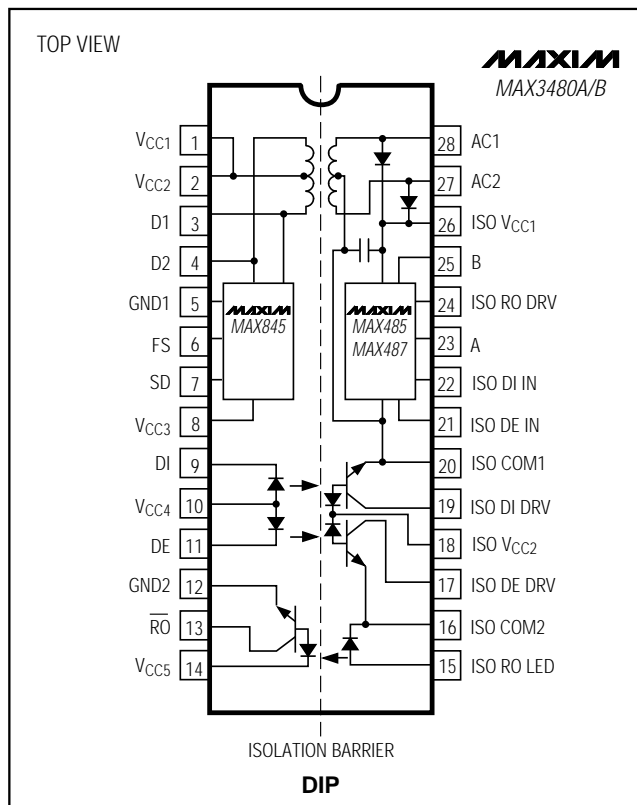 TOP VIEW
MAXIM
MAX3480A/B
VCC1 1
VCC2 2
D1 3
D2 4
GND1 5
FS 6
SD 7
VCC3 8
DI 9
VCC4 10
DE 11
GND2 12
R̅O̅ 13
VCC5 14
MAXIM
MAX845
MAXIM
MAX485
MAX487
28 AC1
27 AC2
26 ISO VCC1
25 B
24 ISO RO DRV
23 A
22 ISO DI IN
21 ISO DE IN
20 ISO COM1
19 ISO DI DRV
18 ISO VCC2
17 ISO DE DRV
16 ISO COM2
15 ISO RO LED
ISOLATION BARRIER
DIP